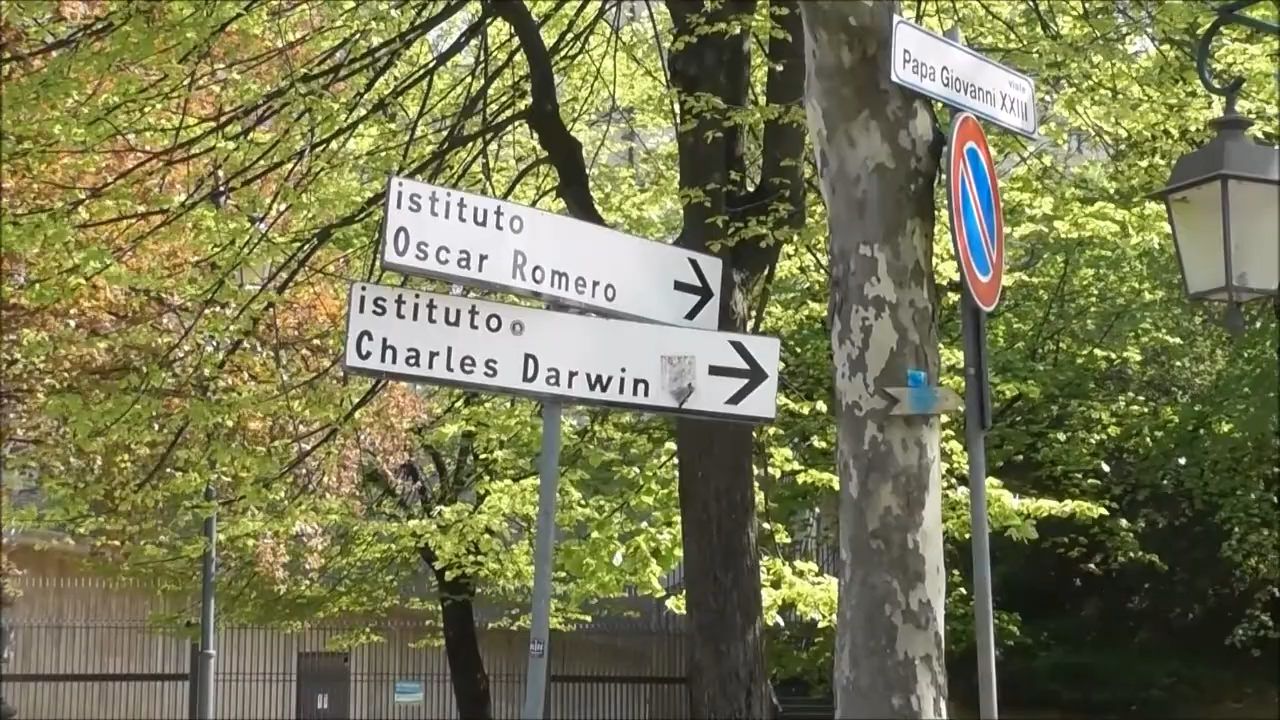 istituto
Oscar Romero
istituto
Charles Darwin
viale
Papa Giovanni XXIII